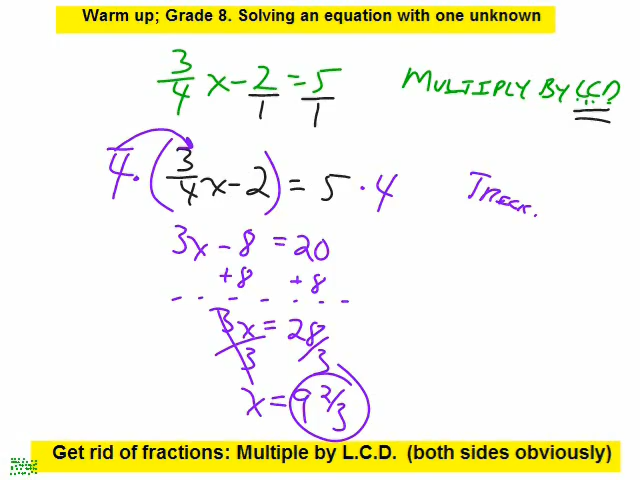 Warm up; Grade 8. Solving an equation with one unknown
3/4 x - 2/1 = 5/1
MULTIPLY BY LCD
4 · (3/4 x - 2) = 5 · 4
3x - 8 = 20
+8 +8
3x/3 = 28/3
x = 9 2/3
Get rid of fractions: Multiple by L.C.D. (both sides obviously)